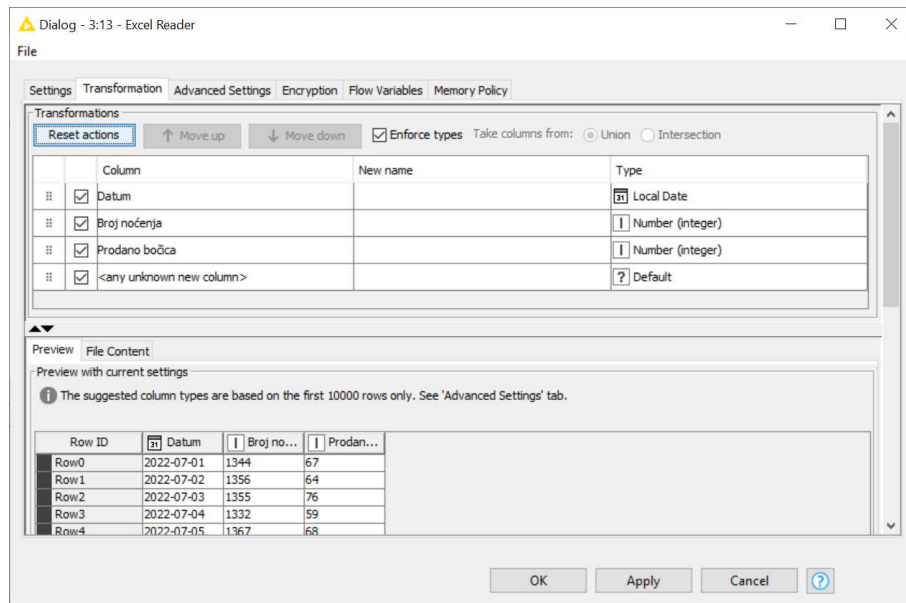 Dialog - 3:13 - Excel Reader
File
Settings Transformation Advanced Settings Encryption Flow Variables Memory Policy
Transformations
Reset actions Move up Move down Enforce types Take columns from: Union Intersection
Column New name Type
Datum 31 Local Date
Broj noćenja I Number (integer)
Prodano bočica I Number (integer)
<any unknown new column> ? Default
Preview File Content
Preview with current settings
i The suggested column types are based on the first 10000 rows only. See 'Advanced Settings' tab.
Row ID 31 Datum I Broj no... I Prodan...
Row0 2022-07-01 1344 67
Row1 2022-07-02 1356 64
Row2 2022-07-03 1355 76
Row3 2022-07-04 1332 59
Row4 2022-07-05 1367 68
OK Apply Cancel ?